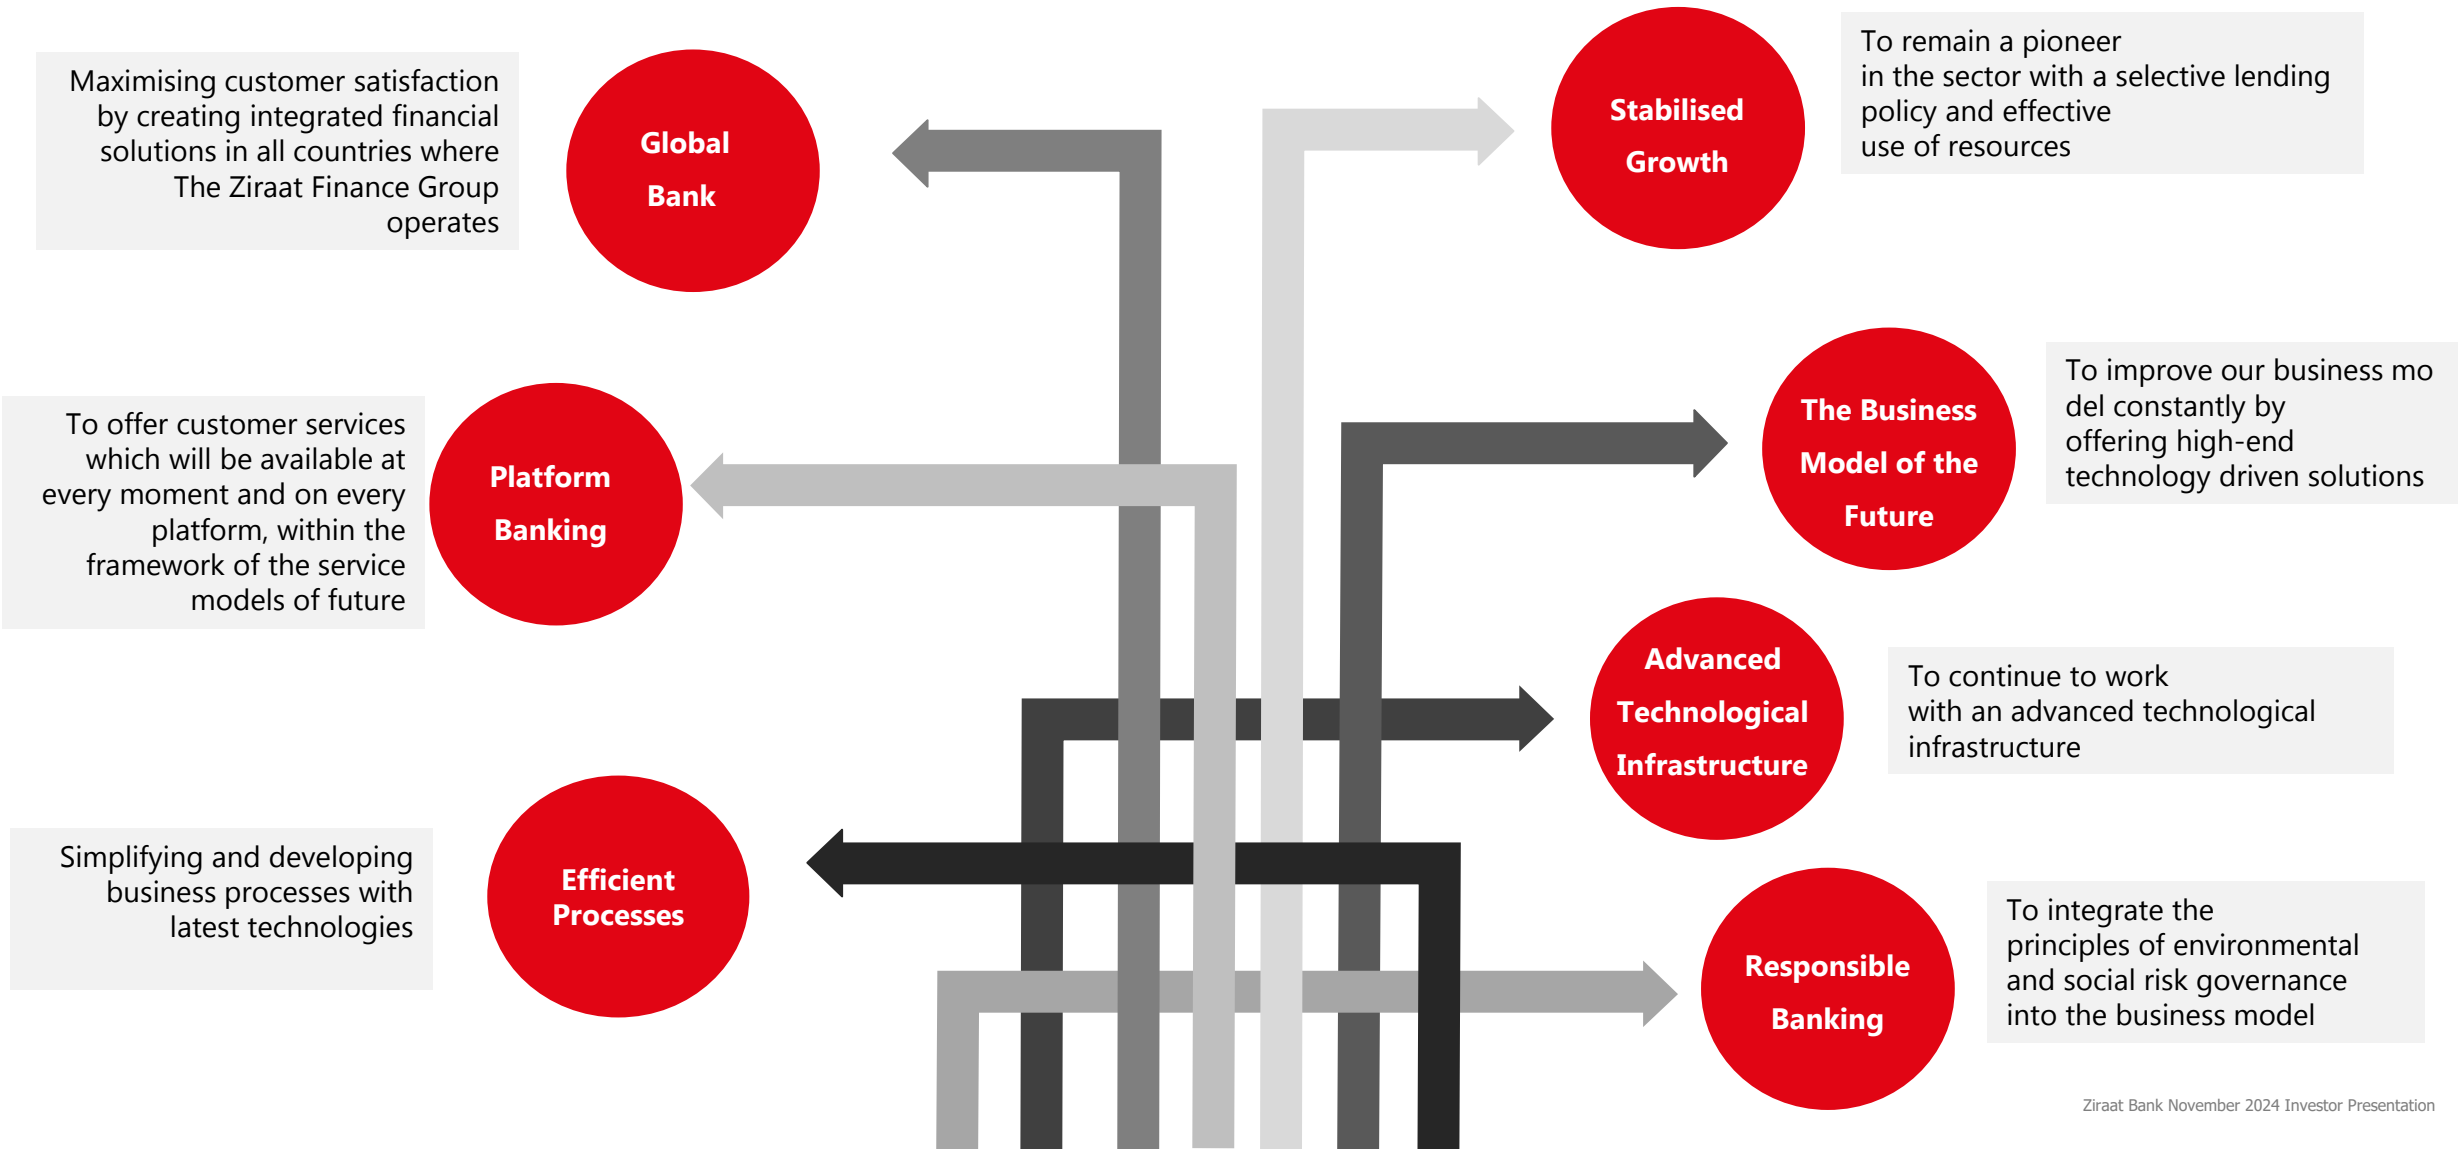 Maximising customer satisfaction
by creating integrated financial
solutions in all countries where
The Ziraat Finance Group
operates
Global
Bank
Stabilised
Growth
To remain a pioneer
in the sector with a selective lending
policy and effective
use of resources
To offer customer services
which will be available at
every moment and on every
platform, within the
framework of the service
models of future
Platform
Banking
The Business
Model of the
Future
To improve our business mo
del constantly by
offering high-end
technology driven solutions
Advanced
Technological
Infrastructure
To continue to work
with an advanced technological
infrastructure
Simplifying and developing
business processes with
latest technologies
Efficient
Processes
Responsible
Banking
To integrate the
principles of environmental
and social risk governance
into the business model
Ziraat Bank November 2024 Investor Presentation